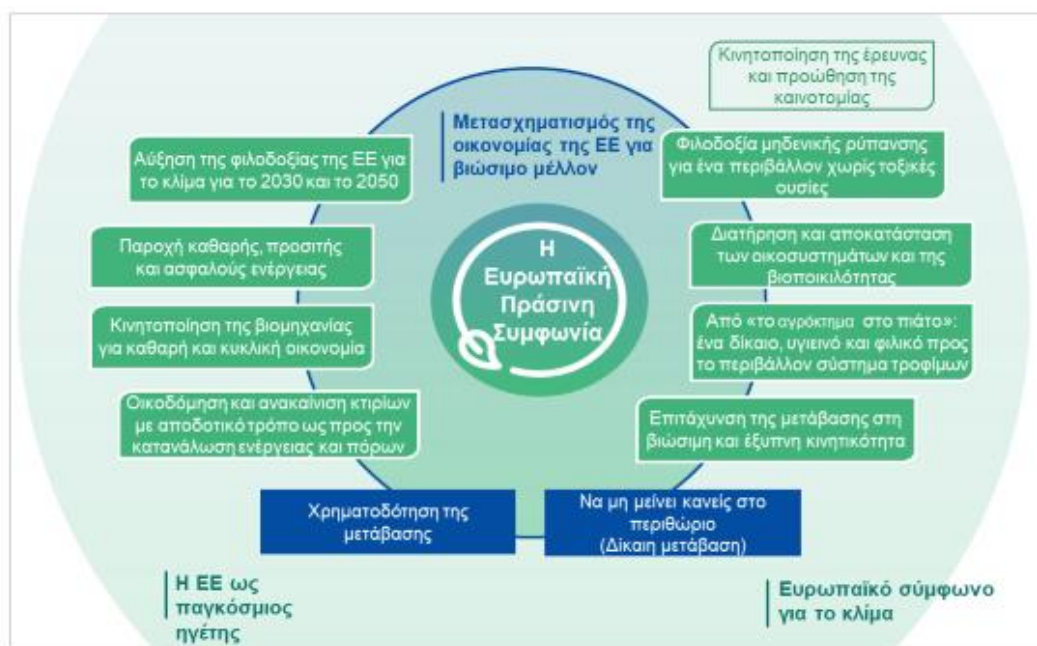 Κινητοποίηση της έρευνας
και προώθηση της
καινοτομίας
Μετασχηματισμός της
οικονομίας της ΕΕ για
βιώσιμο μέλλον
Αύξηση της φιλοδοξίας της ΕΕ για
το κλίμα για το 2030 και το 2050
Φιλοδοξία μηδενικής ρύπανσης
για ένα περιβάλλον χωρίς τοξικές
ουσίες
Παροχή καθαρής, προσιτής
και ασφαλούς ενέργειας
Διατήρηση και αποκατάσταση
των οικοσυστημάτων και της
βιοποικιλότητας
Η
Ευρωπαϊκή
Πράσινη
Συμφωνία
Κινητοποίηση της βιομηχανίας
για καθαρή και κυκλική οικονομία
Από «το αγρόκτημα στο πιάτο»:
ένα δίκαιο, υγιεινό και φιλικό προς
το περιβάλλον σύστημα τροφίμων
Οικοδόμηση και ανακαίνιση κτιρίων
με αποδοτικό τρόπο ως προς την
κατανάλωση ενέργειας και πόρων
Επιτάχυνση της μετάβασης στη
βιώσιμη και έξυπνη κινητικότητα
Χρηματοδότηση της
μετάβασης
Να μη μείνει κανείς στο
περιθώριο
(Δίκαιη μετάβαση)
Η ΕΕ ως
παγκόσμιος
ηγέτης
Ευρωπαϊκό σύμφωνο
για το κλίμα